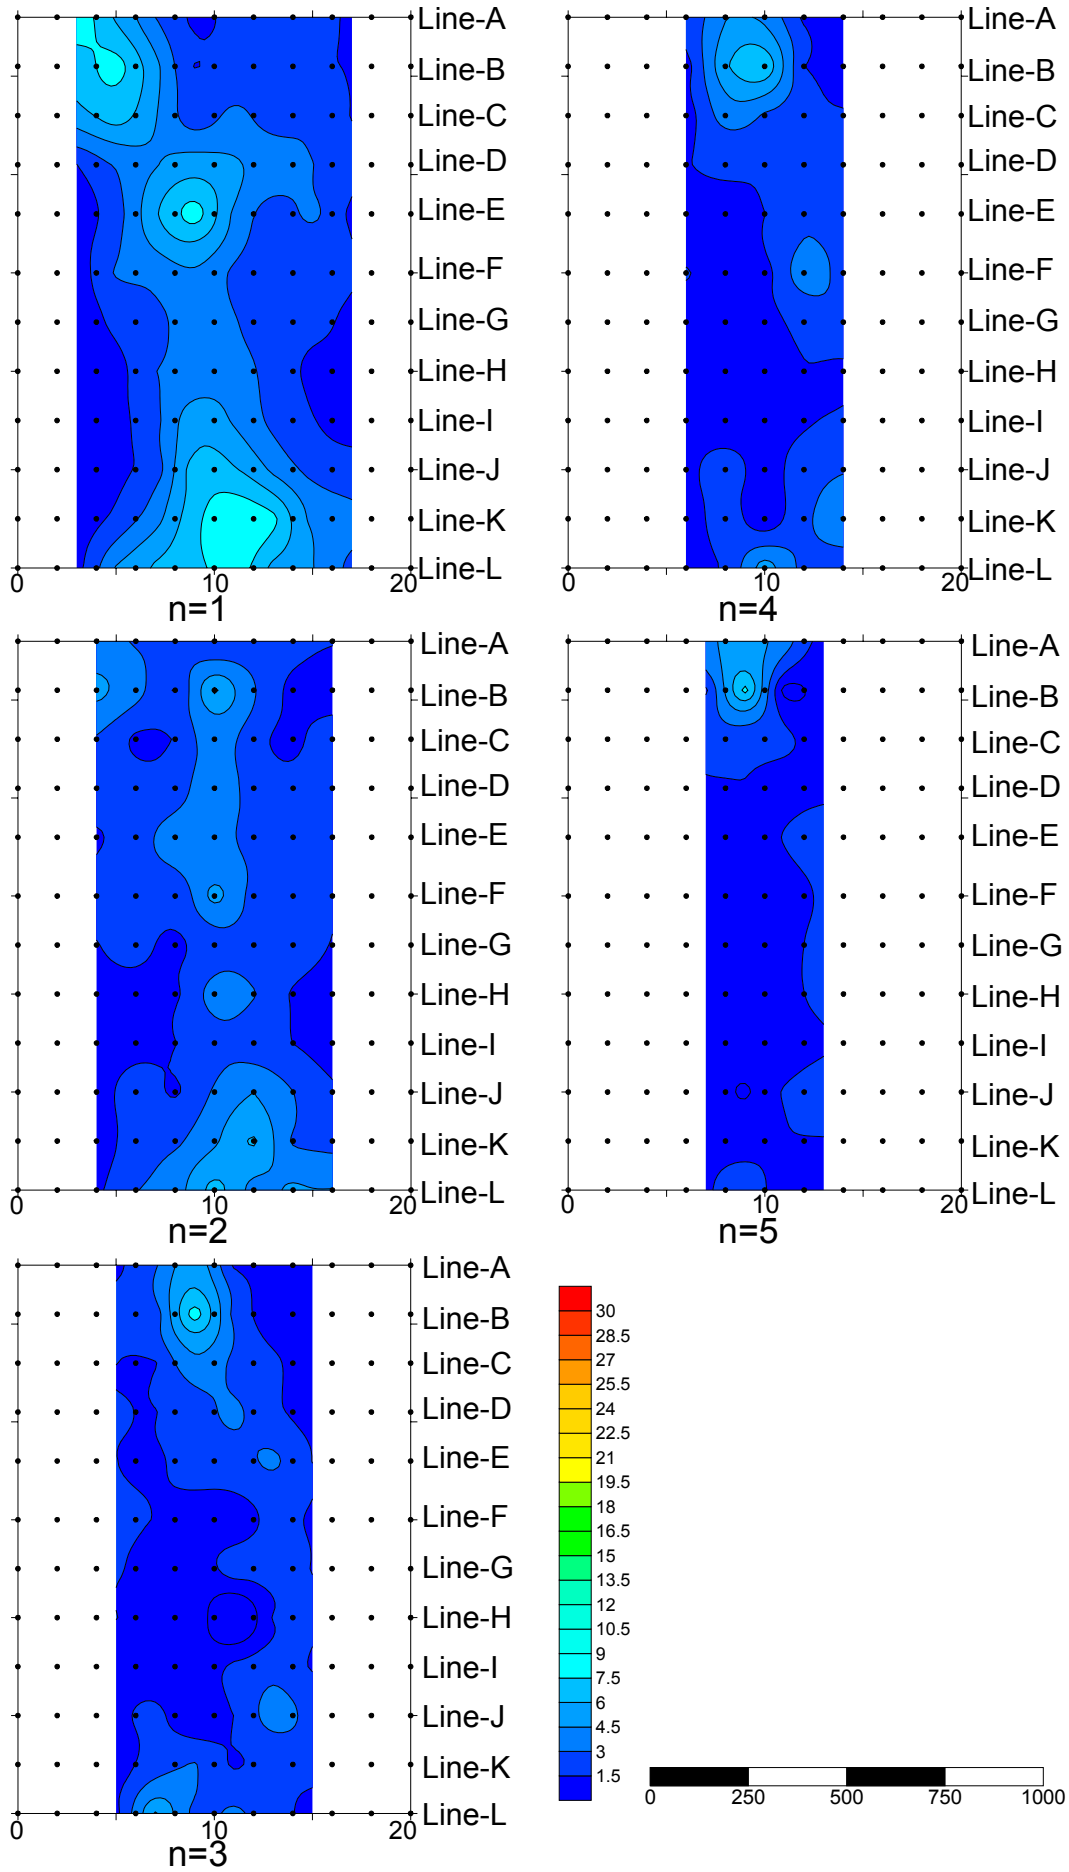 Line-A
Line-B
Line-C
Line-D
Line-E
Line-F
Line-G
Line-H
Line-I
Line-J
Line-K
Line-L
0 10 20
n=1
Line-A
Line-B
Line-C
Line-D
Line-E
Line-F
Line-G
Line-H
Line-I
Line-J
Line-K
Line-L
0 10 20
n=4
Line-A
Line-B
Line-C
Line-D
Line-E
Line-F
Line-G
Line-H
Line-I
Line-J
Line-K
Line-L
0 10 20
n=2
Line-A
Line-B
Line-C
Line-D
Line-E
Line-F
Line-G
Line-H
Line-I
Line-J
Line-K
Line-L
0 10 20
n=5
Line-A
Line-B
Line-C
Line-D
Line-E
Line-F
Line-G
Line-H
Line-I
Line-J
Line-K
Line-L
0 10 20
n=3
30
28.5
27
25.5
24
22.5
21
19.5
18
16.5
15
13.5
12
10.5
9
7.5
6
4.5
3
1.5
0 250 500 750 1000